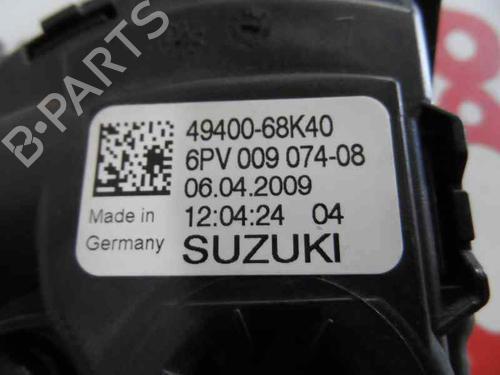 49400-68K40
6PV 009 074-08
06.04.2009
Made in 12:04:24 04
Germany SUZUKI
B-PARTS